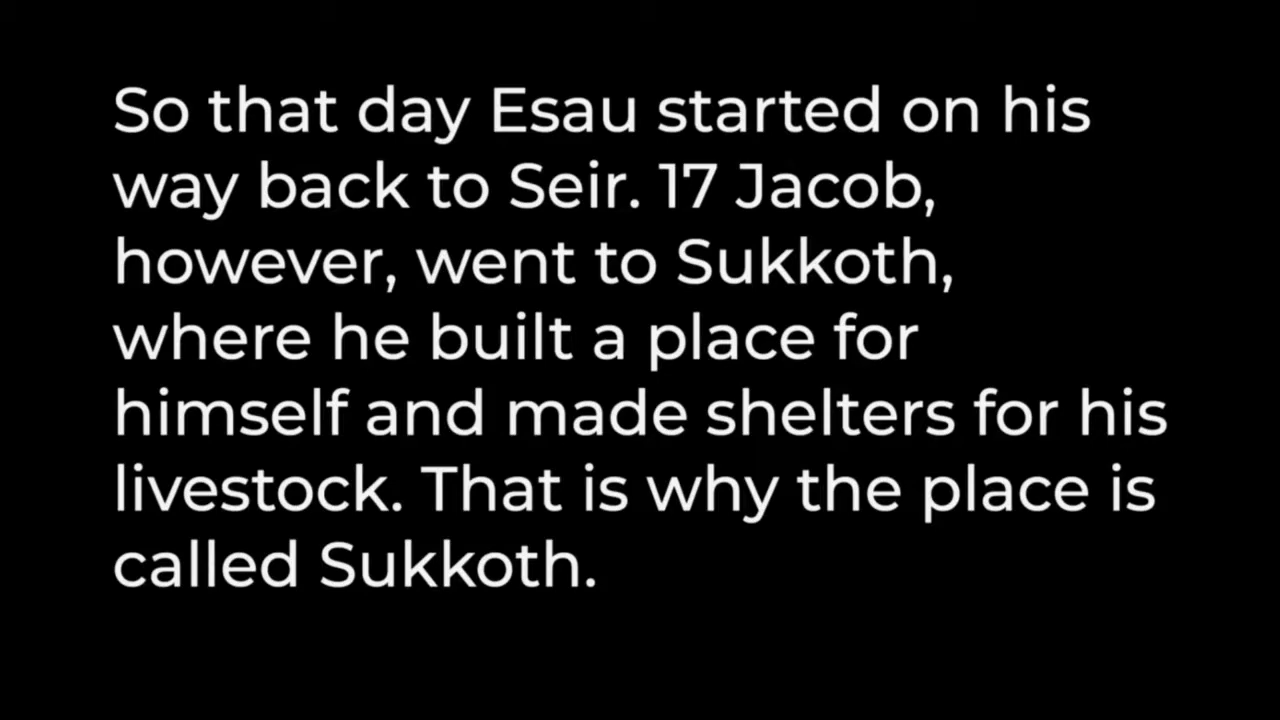 So that day Esau started on his
way back to Seir. 17 Jacob,
however, went to Sukkoth,
where he built a place for
himself and made shelters for his
livestock. That is why the place is
called Sukkoth.